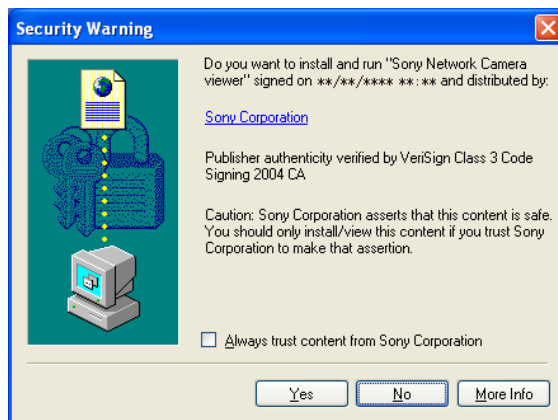 Security Warning
Do you want to install and run "Sony Network Camera
viewer" signed on **/**/**** **:** and distributed by:
Sony Corporation
Publisher authenticity verified by VeriSign Class 3 Code
Signing 2004 CA
Caution: Sony Corporation asserts that this content is safe.
You should only install/view this content if you trust Sony
Corporation to make that assertion.
Always trust content from Sony Corporation
Yes
No
More Info